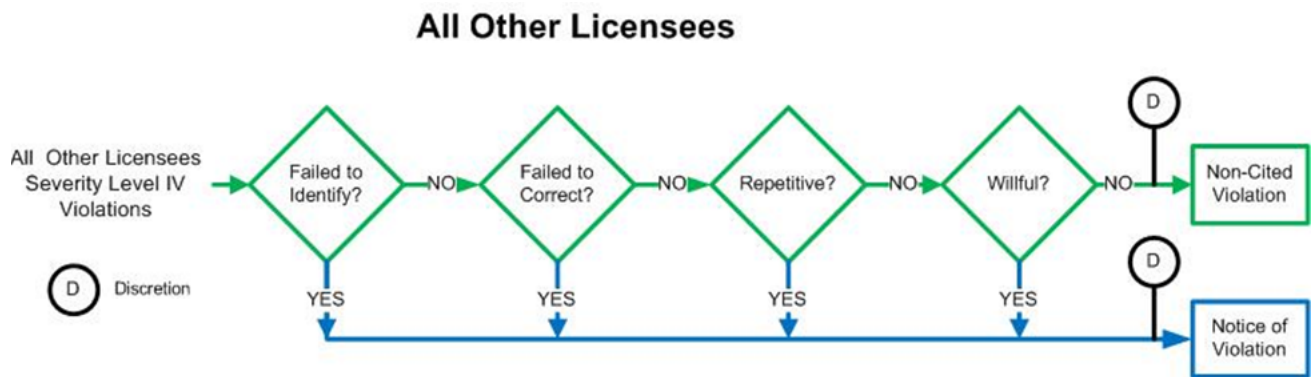 All Other Licensees
All Other Licensees
Severity Level IV
Violations
Failed to
Identify?
NO
Failed to
Correct?
NO
Repetitive?
NO
Willful?
NO
D
Non-Cited
Violation
D
Discretion
YES
YES
YES
YES
D
Notice of
Violation